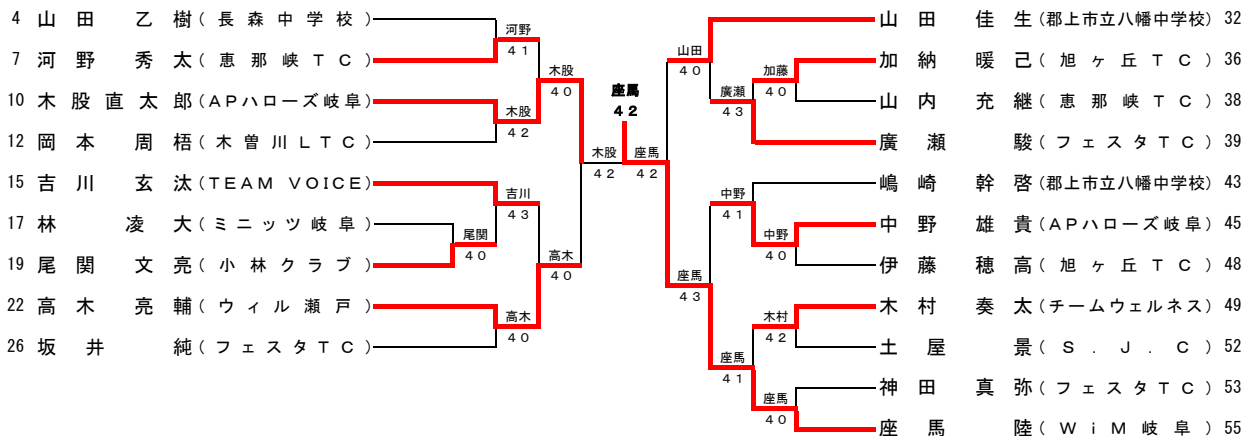 4 山田 乙樹 (長森中学校)
7 河野 秀太 (恵那峡TC)
10 木股直太郎 (APハローズ岐阜)
12 岡本 周梧 (木曽川LTC)
15 吉川 玄汰 (TEAM VOICE)
17 林 凌大 (ミニッツ岐阜)
19 尾関 文亮 (小林クラブ)
22 高木 亮輔 (ウィル瀬戸)
26 坂井 純 (フェスタTC)
河野
41
木股
42
吉川
43
尾関
40
高木
40
木股
40
高木
40
木股
42
座馬
42
座馬
42
山田
40
座馬
43
廣瀬
43
加藤
40
中野
41
中野
40
座馬
41
木村
42
座馬
40
山田 佳生 (郡上市立八幡中学校) 32
加納 暖己 (旭ヶ丘TC) 36
山内 充継 (恵那峡TC) 38
廣瀬 駿 (フェスタTC) 39
嶋崎 幹啓 (郡上市立八幡中学校) 43
中野 雄貴 (APハローズ岐阜) 45
伊藤 穂高 (旭ヶ丘TC) 48
木村 奏太 (チームウェルネス) 49
土屋 景 (S.J.C) 52
神田 真弥 (フェスタTC) 53
座馬 陸 (WiM岐阜) 55